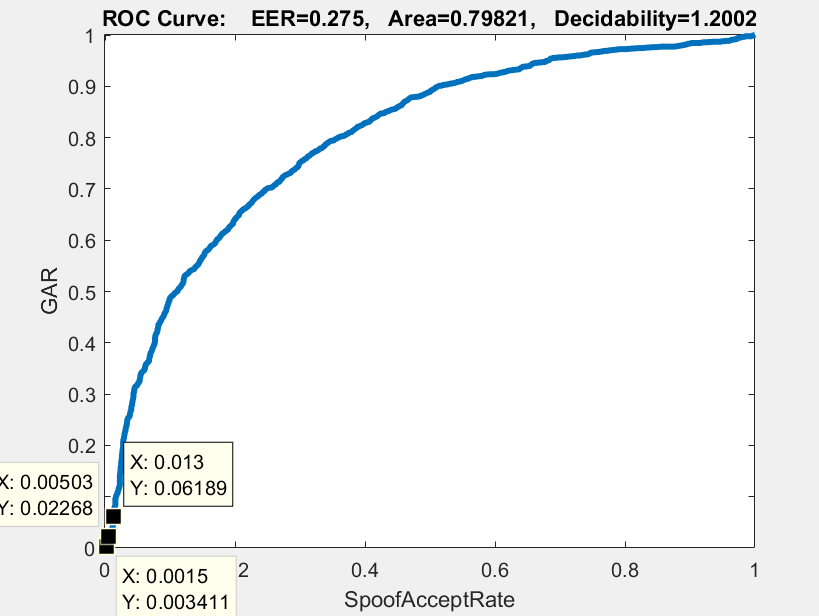 ROC Curve: EER=0.275, Area=0.79821, Decidability=1.2002
1
0.9
0.8
0.7
0.6
0.5
0.4
0.3
0.2
0
GAR
X: 0.013
Y: 0.06189
X: 0.00503
Y: 0.02268
X: 0.0015
Y: 0.003411
0
2
0.4
0.6
0.8
1
SpoofAcceptRate